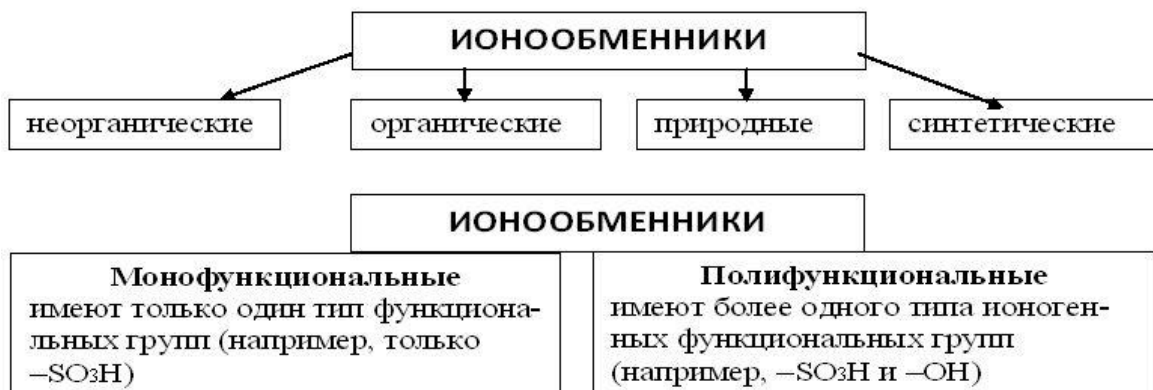 ИОНООБМЕННИКИ
неорганические
органические
природные
синтетические
ИОНООБМЕННИКИ
Монофункциональные
имеют только один тип функциона-
льных групп (например, только
–SO₃H)
Полифункциональные
имеют более одного типа ионоген-
ных функциональных групп
(например, –SO₃H и –OH)